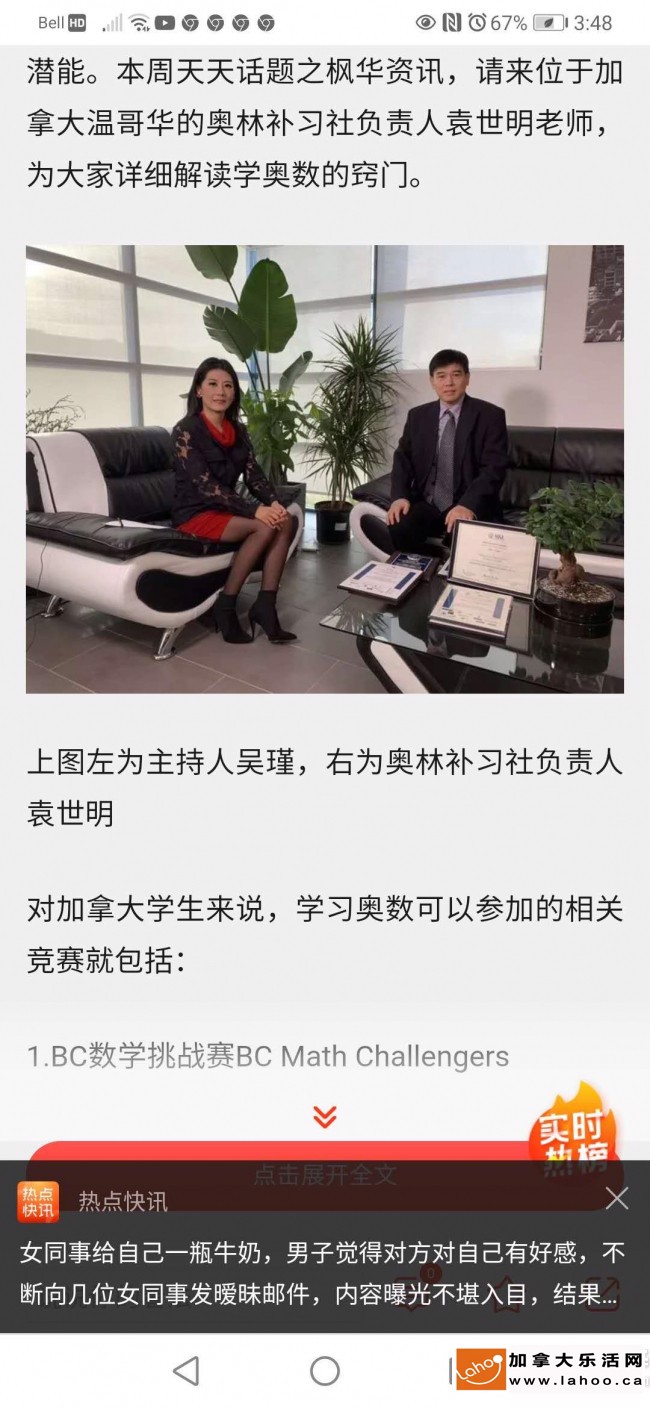 Bell HD 67% 3:48
潜能。本周天天话题之枫华资讯，请来位于加
拿大温哥华的奥林补习社负责人袁世明老师，
为大家详细解读学奥数的窍门。
上图左为主持人吴瑾，右为奥林补习社负责人
袁世明
对加拿大学生来说，学习奥数可以参加的相关
竞赛就包括：
1.BC数学挑战赛BC Math Challengers
实时
热榜
点击展开全文
热点
快讯
热点快讯
女同事给自己一瓶牛奶，男子觉得对方对自己有好感，不
断向几位女同事发暧昧邮件，内容曝光不堪入目，结果...
0
Lahoo
加拿大乐活网
www.lahoo.ca